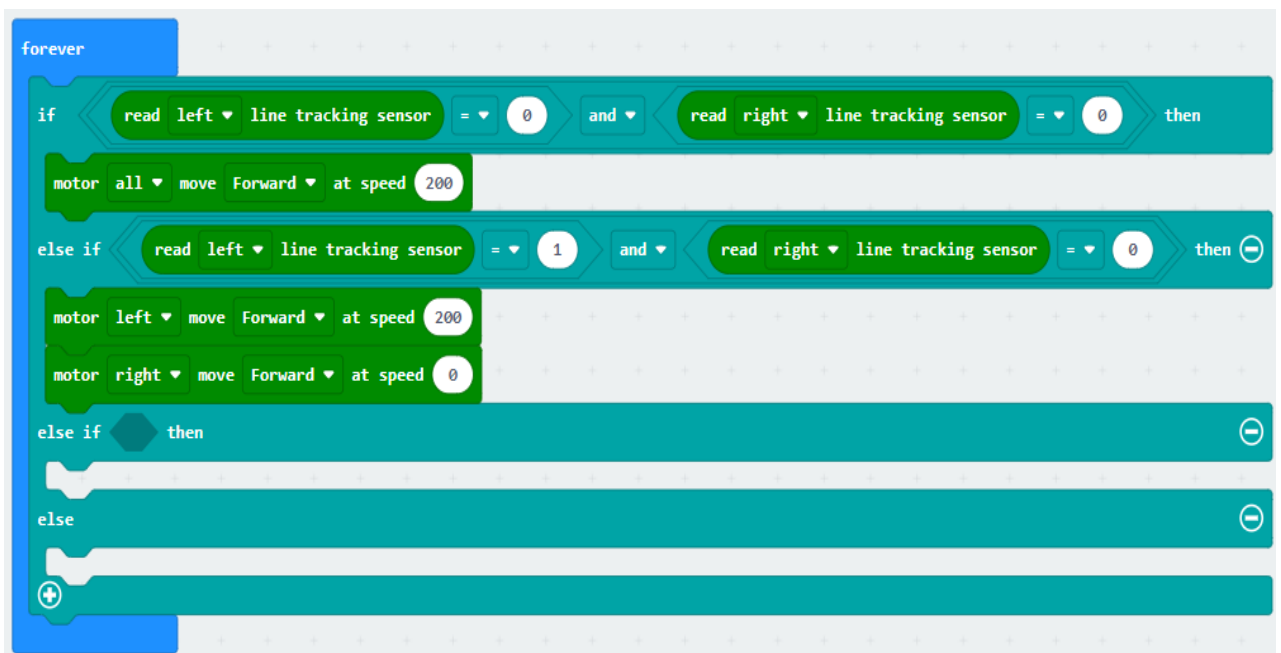 forever
if read left line tracking sensor = 0 and read right line tracking sensor = 0 then
motor all move Forward at speed 200
else if read left line tracking sensor = 1 and read right line tracking sensor = 0 then
motor left move Forward at speed 200
motor right move Forward at speed 0
else if then
else